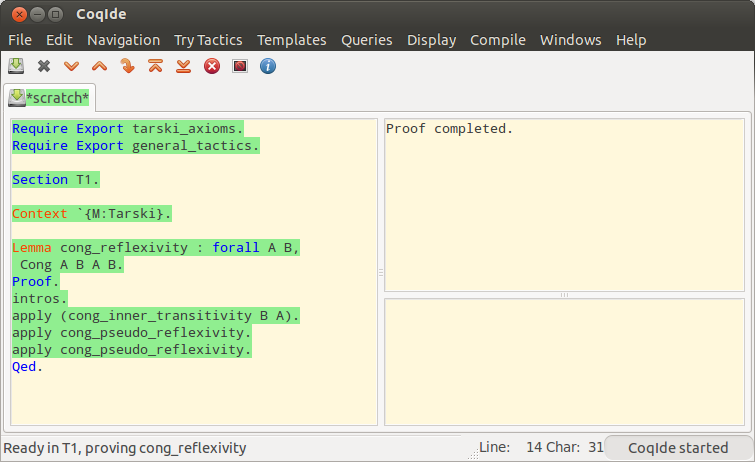 CoqIde
File Edit Navigation Try Tactics Templates Queries Display Compile Windows Help
*scratch*
Require Export tarski_axioms.
Require Export general_tactics.
Section T1.
Context `{M:Tarski}.
Lemma cong_reflexivity : forall A B,
 Cong A B A B.
Proof.
intros.
apply (cong_inner_transitivity B A).
apply cong_pseudo_reflexivity.
apply cong_pseudo_reflexivity.
Qed.
Proof completed.
Ready in T1, proving cong_reflexivity
Line: 14 Char: 31
CoqIde started